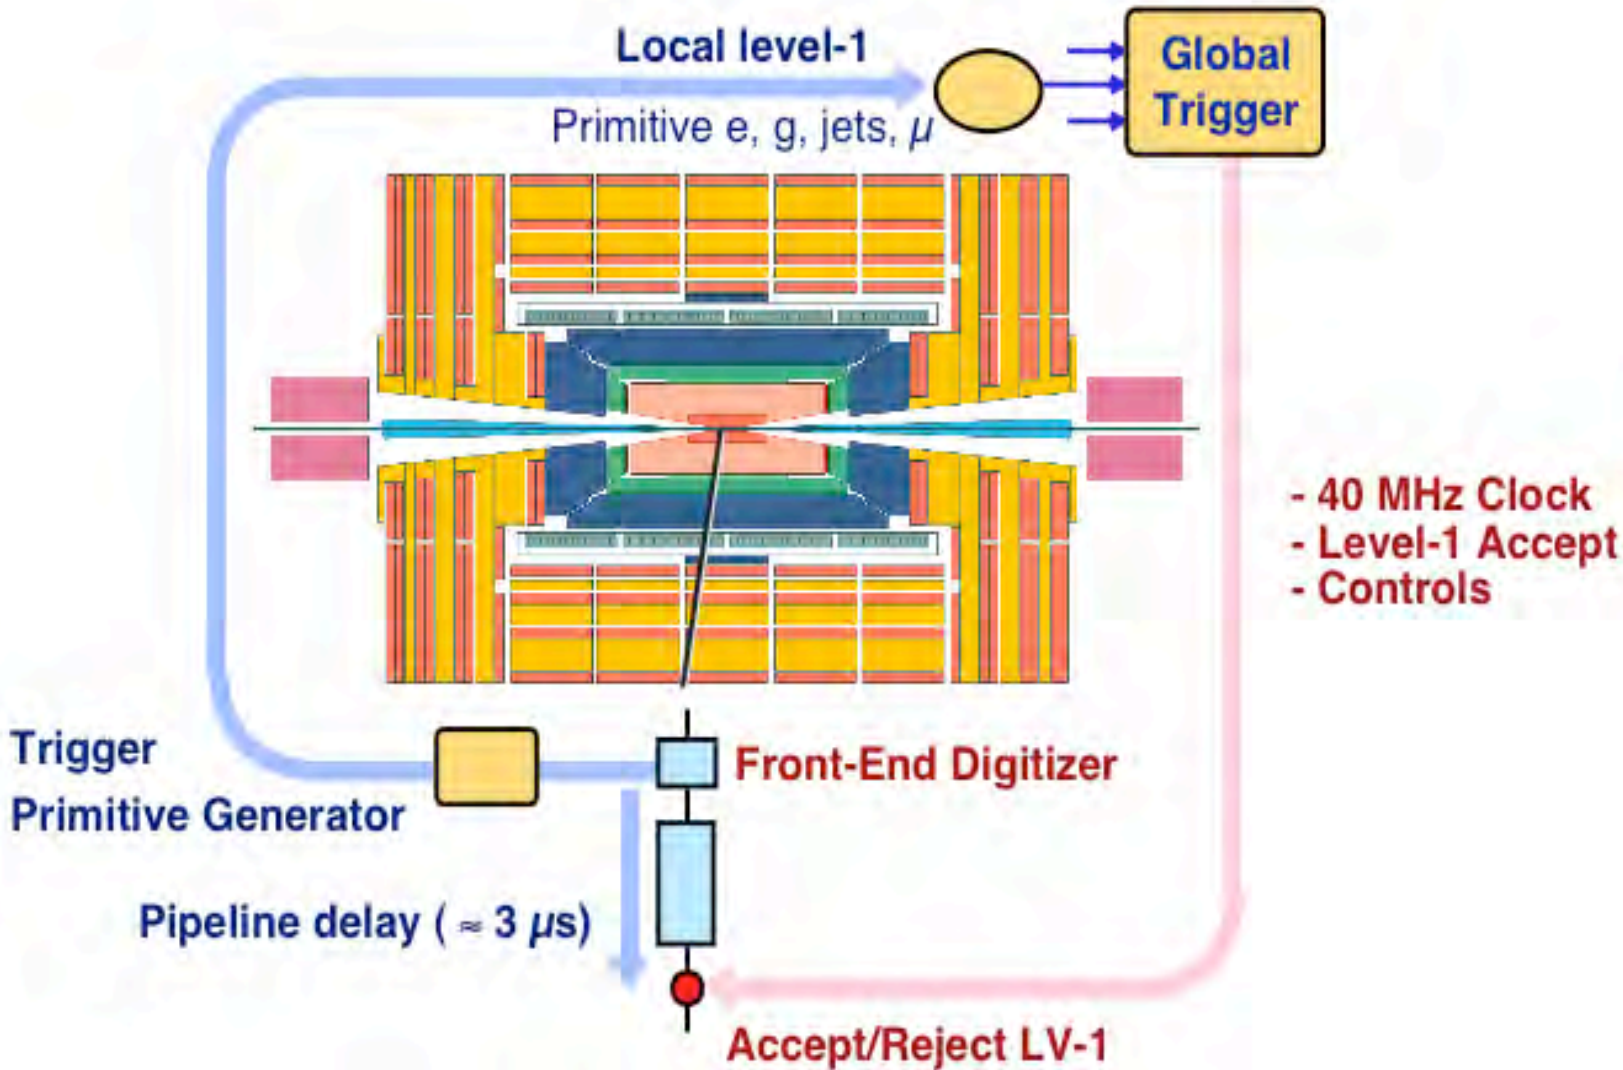 Local level-1
Primitive e, g, jets, μ
Global
Trigger
- 40 MHz Clock
- Level-1 Accept
- Controls
Trigger
Primitive Generator
Front-End Digitizer
Pipeline delay ( ≈ 3 μs)
Accept/Reject LV-1